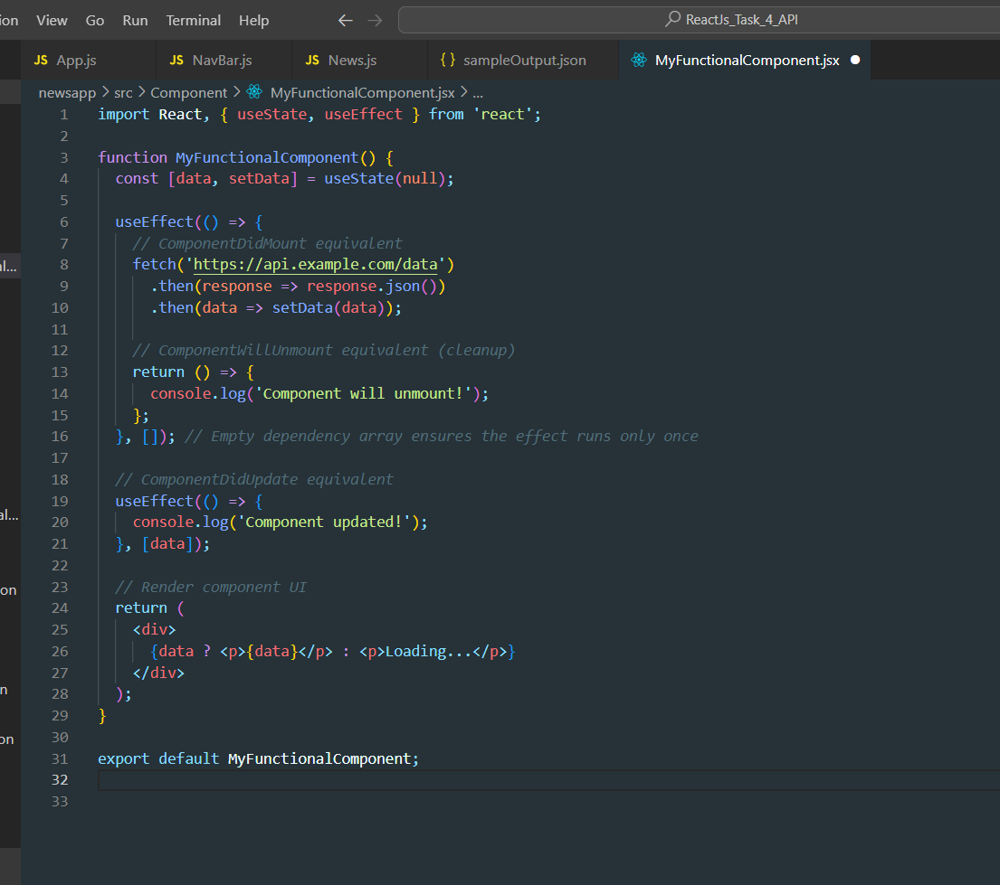 ion View Go Run Terminal Help ← → ReactJs_Task_4_API
JS App.js JS NavBar.js JS News.js {} sampleOutput.json MyFunctionalComponent.jsx ●
newsapp > src > Component > MyFunctionalComponent.jsx > ...
1 import React, { useState, useEffect } from 'react';
2
3 function MyFunctionalComponent() {
4   const [data, setData] = useState(null);
5
6   useEffect(() => {
7     // ComponentDidMount equivalent
al... 8     fetch('https://api.example.com/data')
9       .then(response => response.json())
10       .then(data => setData(data));
11
12     // ComponentWillUnmount equivalent (cleanup)
13     return () => {
14       console.log('Component will unmount!');
15     };
16   }, []); // Empty dependency array ensures the effect runs only once
17
18   // ComponentDidUpdate equivalent
19   useEffect(() => {
al... 20     console.log('Component updated!');
21   }, [data]);
22
on 23   // Render component UI
24   return (
25     <div>
26       {data ? <p>{data}</p> : <p>Loading...</p>}
27     </div>
n 28   );
29 }
on 30
31 export default MyFunctionalComponent;
32
33